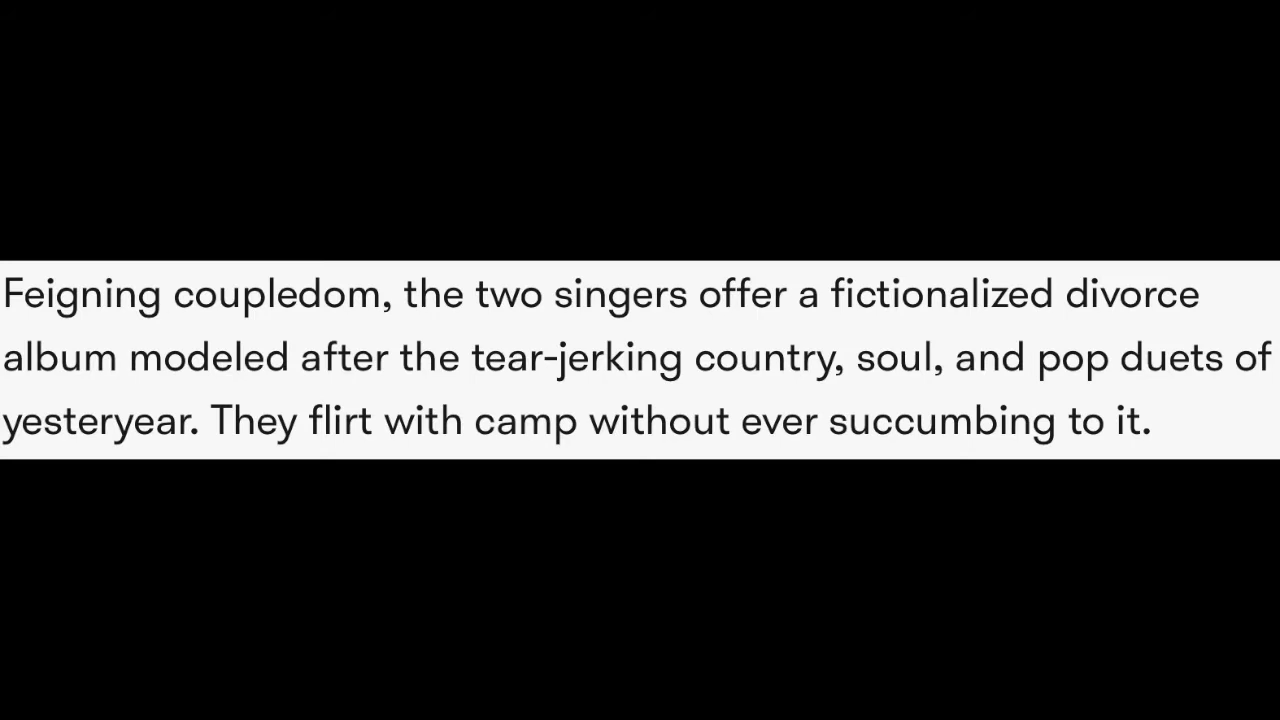 Feigning coupledom, the two singers offer a fictionalized divorce
album modeled after the tear-jerking country, soul, and pop duets of
yesteryear. They flirt with camp without ever succumbing to it.